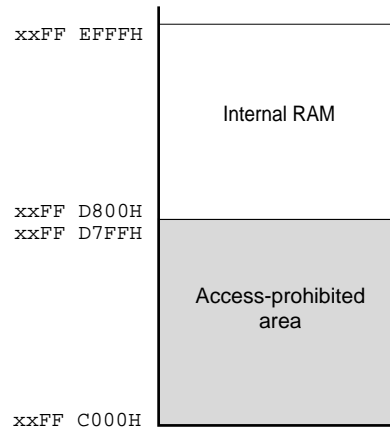 xxFF EFFFH
Internal RAM
xxFF D800H
xxFF D7FFH
Access-prohibited
area
xxFF C000H